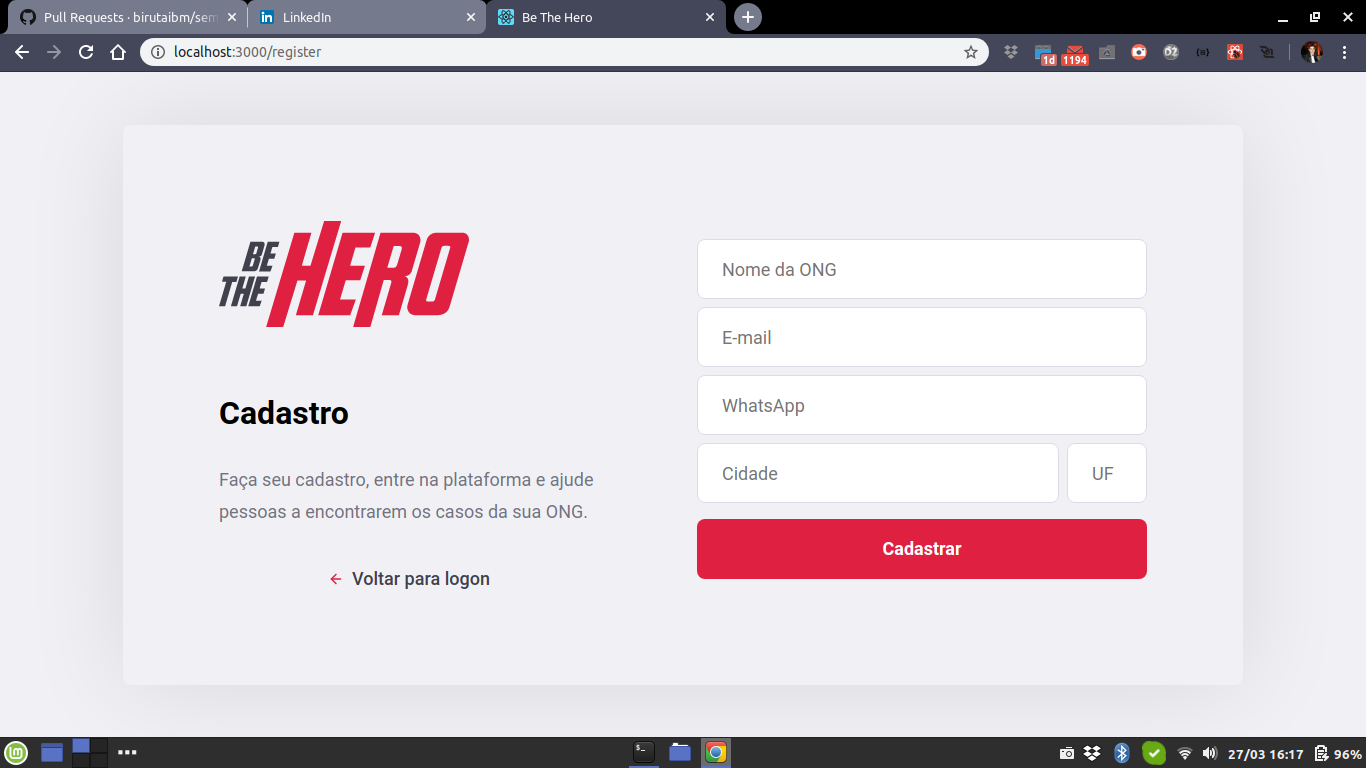 Pull Requests · birutaibm/sem
LinkedIn
Be The Hero
localhost:3000/register
1d
1194
BE
THE
HERO
Cadastro
Faça seu cadastro, entre na plataforma e ajude
pessoas a encontrarem os casos da sua ONG.
Voltar para logon
Nome da ONG
E-mail
WhatsApp
Cidade
UF
Cadastrar
27/03 16:17
96%